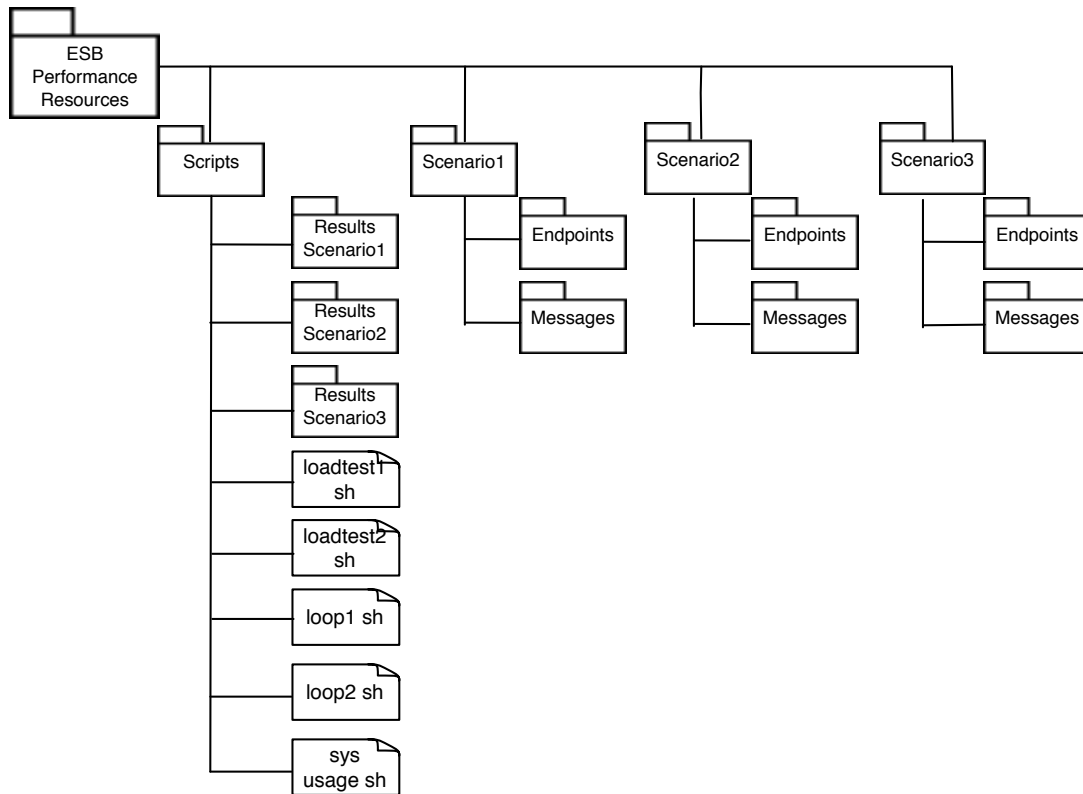 ESB
Performance
Resources
Scripts
Scenario1
Scenario2
Scenario3
Results
Scenario1
Endpoints
Endpoints
Endpoints
Results
Scenario2
Messages
Messages
Messages
Results
Scenario3
loadtest1
sh
loadtest2
sh
loop1 sh
loop2 sh
sys
usage sh